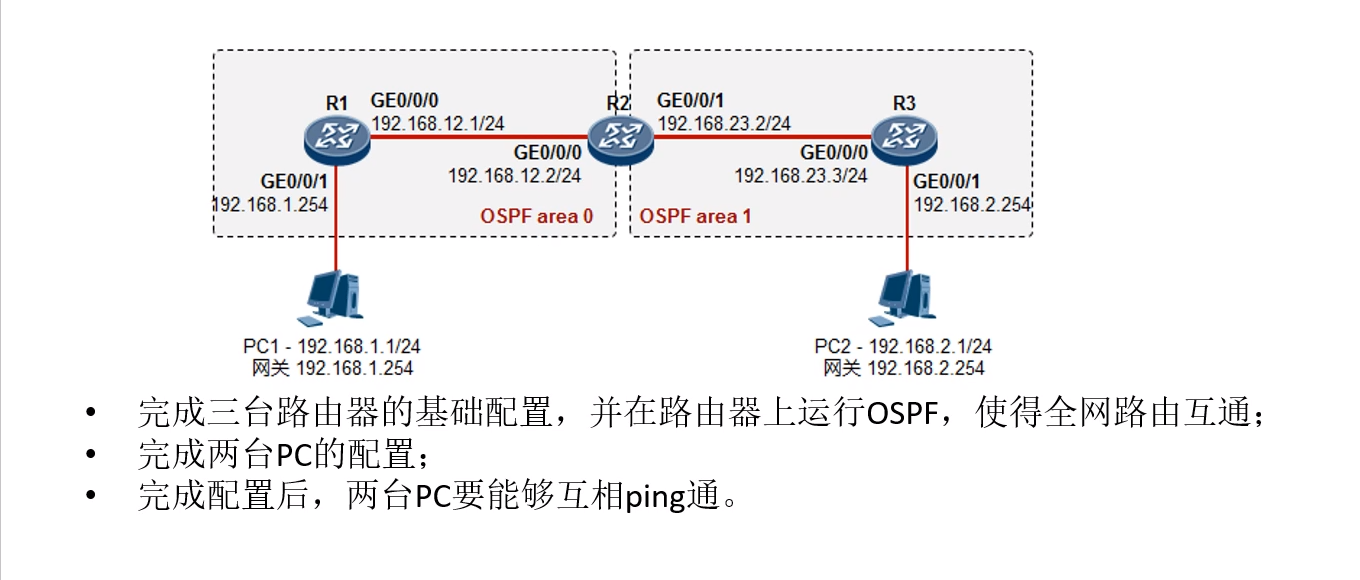 R1
GE0/0/0
192.168.12.1/24
R2
GE0/0/1
192.168.23.2/24
R3
GE0/0/0
192.168.12.2/24
GE0/0/0
192.168.23.3/24
GE0/0/1
192.168.1.254
GE0/0/1
192.168.2.254
OSPF area 0
OSPF area 1
PC1 - 192.168.1.1/24
网关 192.168.1.254
PC2 - 192.168.2.1/24
网关 192.168.2.254
• 完成三台路由器的基础配置，并在路由器上运行OSPF，使得全网路由互通；
• 完成两台PC的配置；
• 完成配置后，两台PC要能够互相ping通。